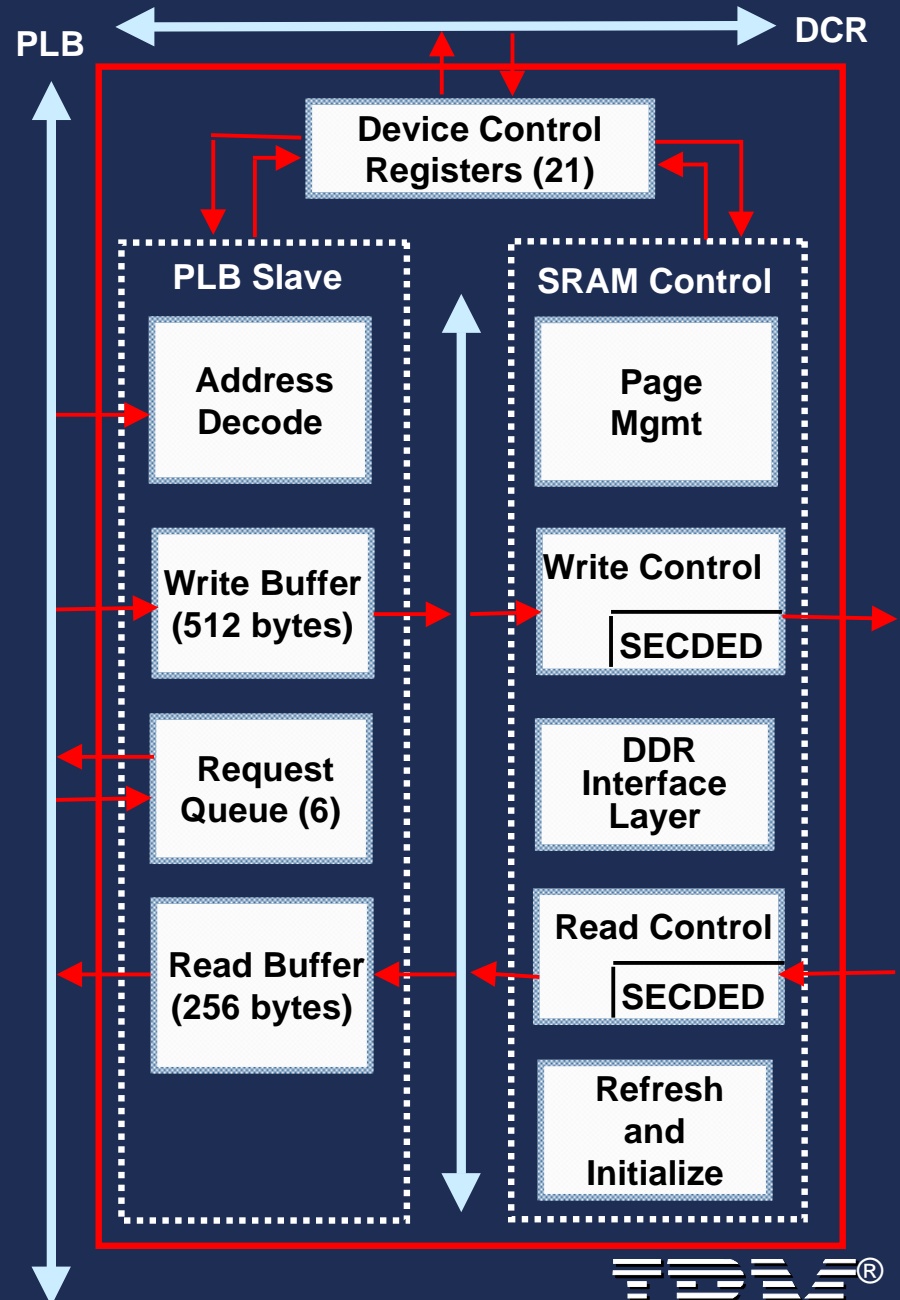 PLB
DCR
Device Control
Registers (21)
PLB Slave
Address
Decode
Write Buffer
(512 bytes)
Request
Queue (6)
Read Buffer
(256 bytes)
SRAM Control
Page
Mgmt
Write Control
SECDED
DDR
Interface
Layer
Read Control
SECDED
Refresh
and
Initialize
IBM®